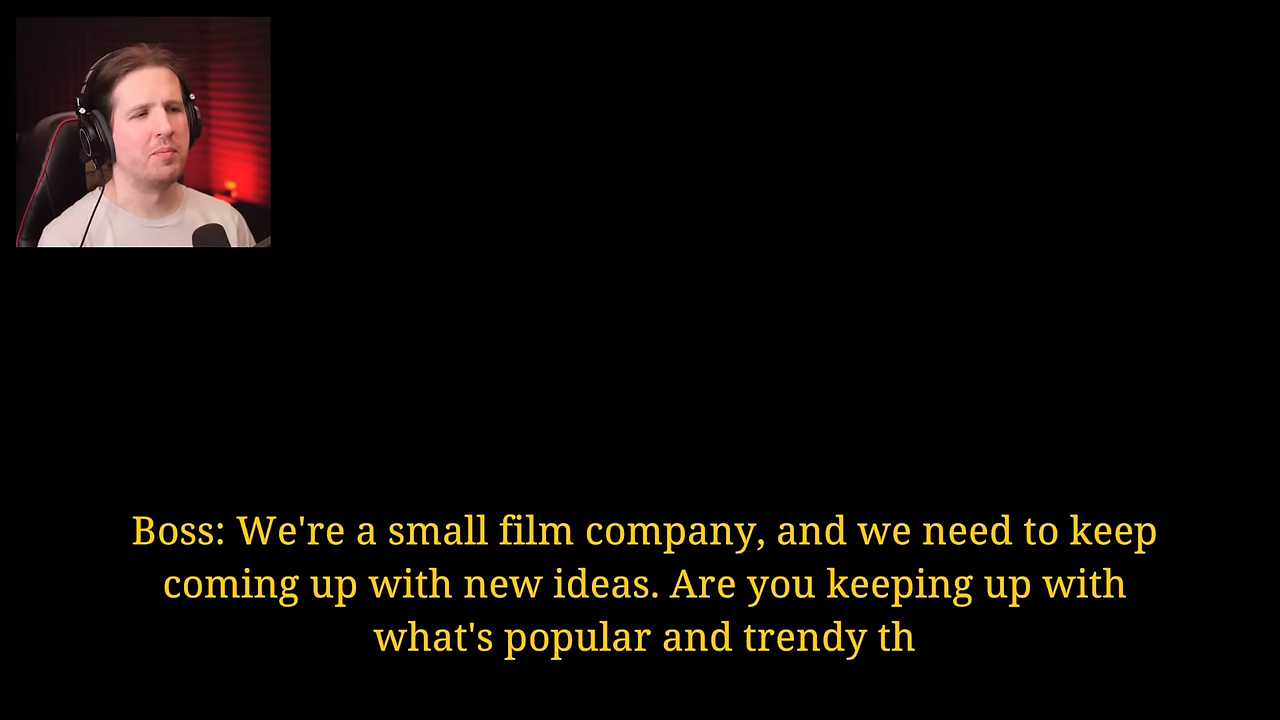 Boss: We're a small film company, and we need to keep
coming up with new ideas. Are you keeping up with
what's popular and trendy th